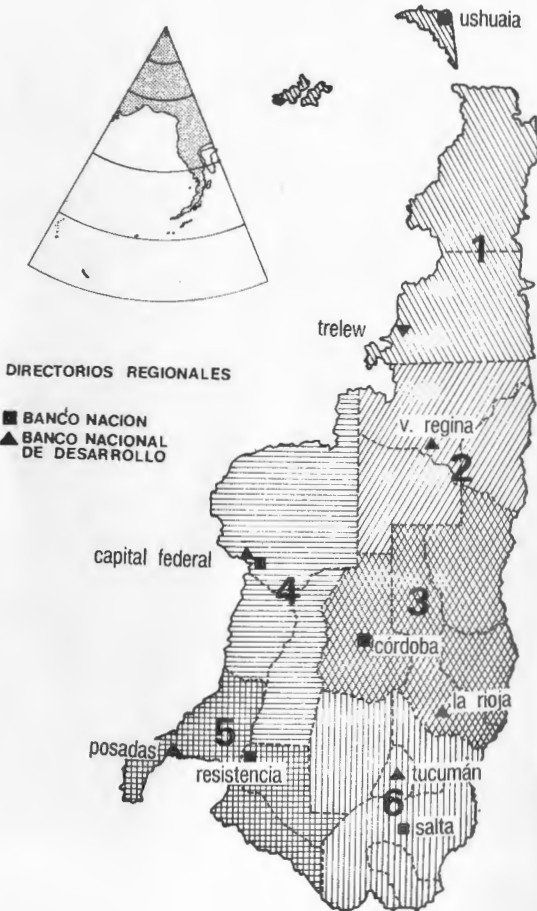 ushuaia
1
trelew
DIRECTORIOS REGIONALES
■ BANCO NACION
▲ BANCO NACIONAL
DE DESARROLLO
v. regina
2
capital federal
4
3
córdoba
la rioja
5
posadas
resistencia
tucumán
6
salta